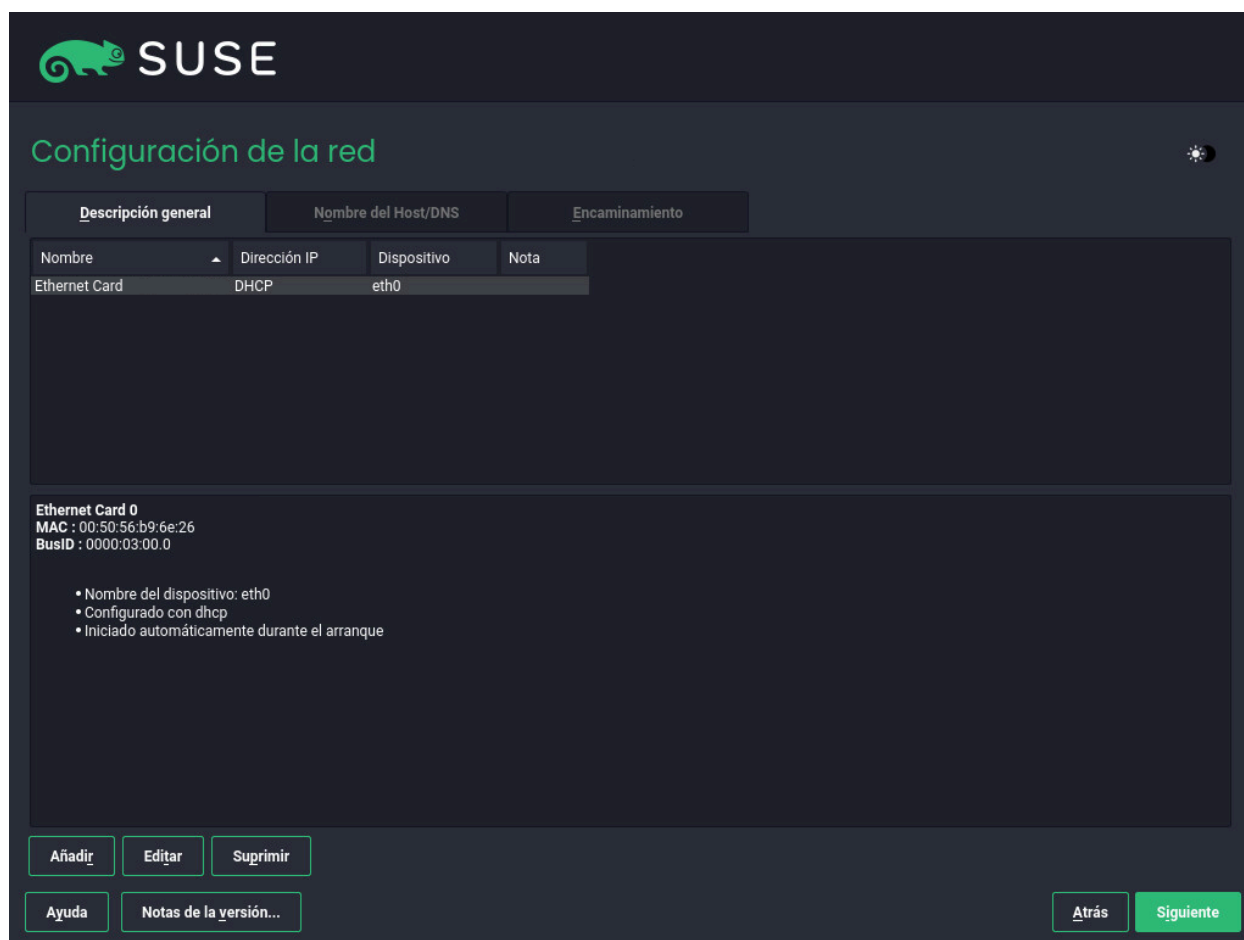 SUSE
Configuración de la red
Descripción general Nombre del Host/DNS Encaminamiento
Nombre Dirección IP Dispositivo Nota
Ethernet Card DHCP eth0
Ethernet Card 0
MAC : 00:50:56:b9:6e:26
BusID : 0000:03:00.0
• Nombre del dispositivo: eth0
• Configurado con dhcp
• Iniciado automáticamente durante el arranque
Añadir Editar Suprimir
Ayuda Notas de la versión... Atrás Siguiente